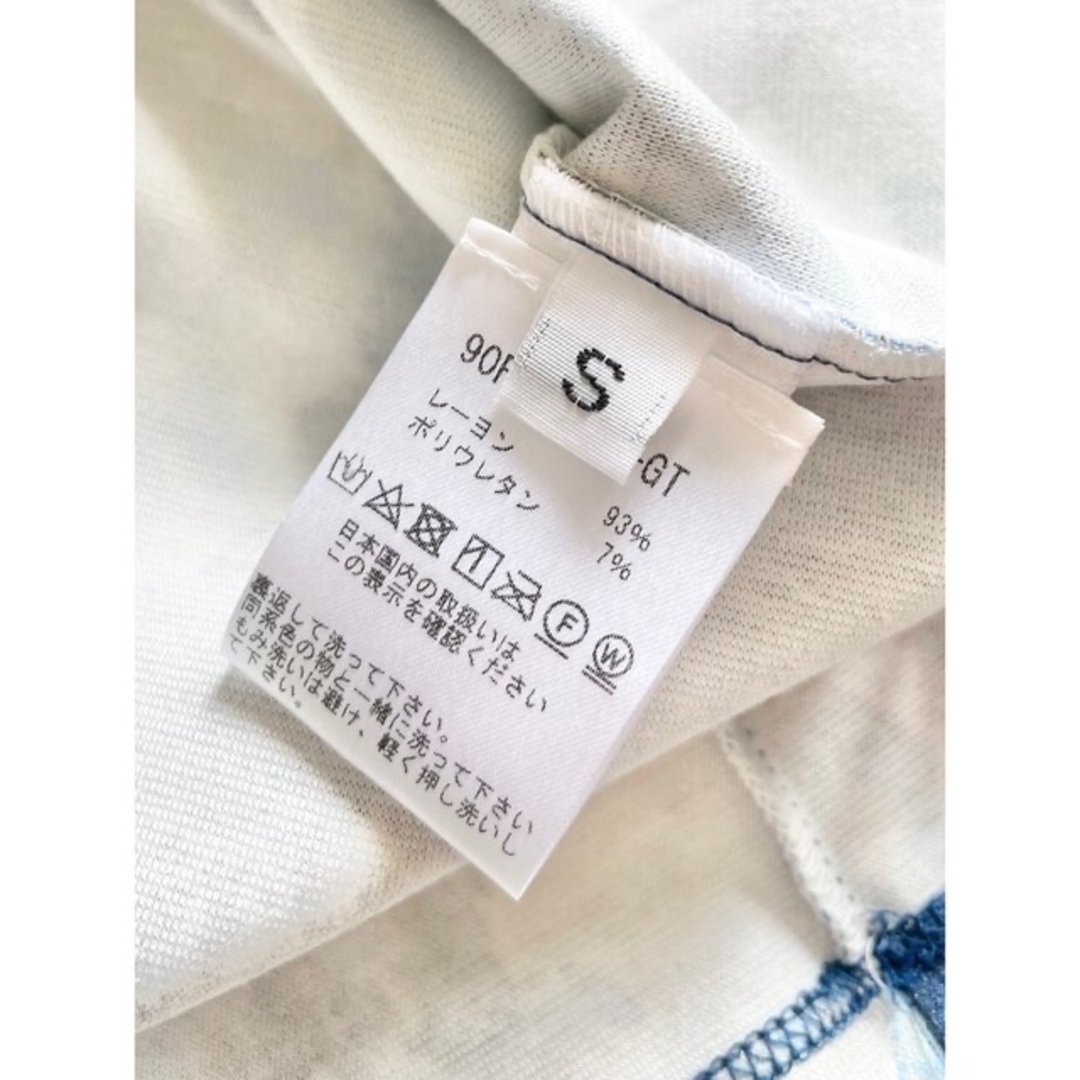 S
90
-GT
レーヨン 93%
ポリウレタン 7%
F W
日本国内の取扱いは
この表示を確認ください
裏返して洗って下さい。
同系色の物と一緒に洗って下さい
もみ洗いは避け、軽く押し洗いし
て下さい。